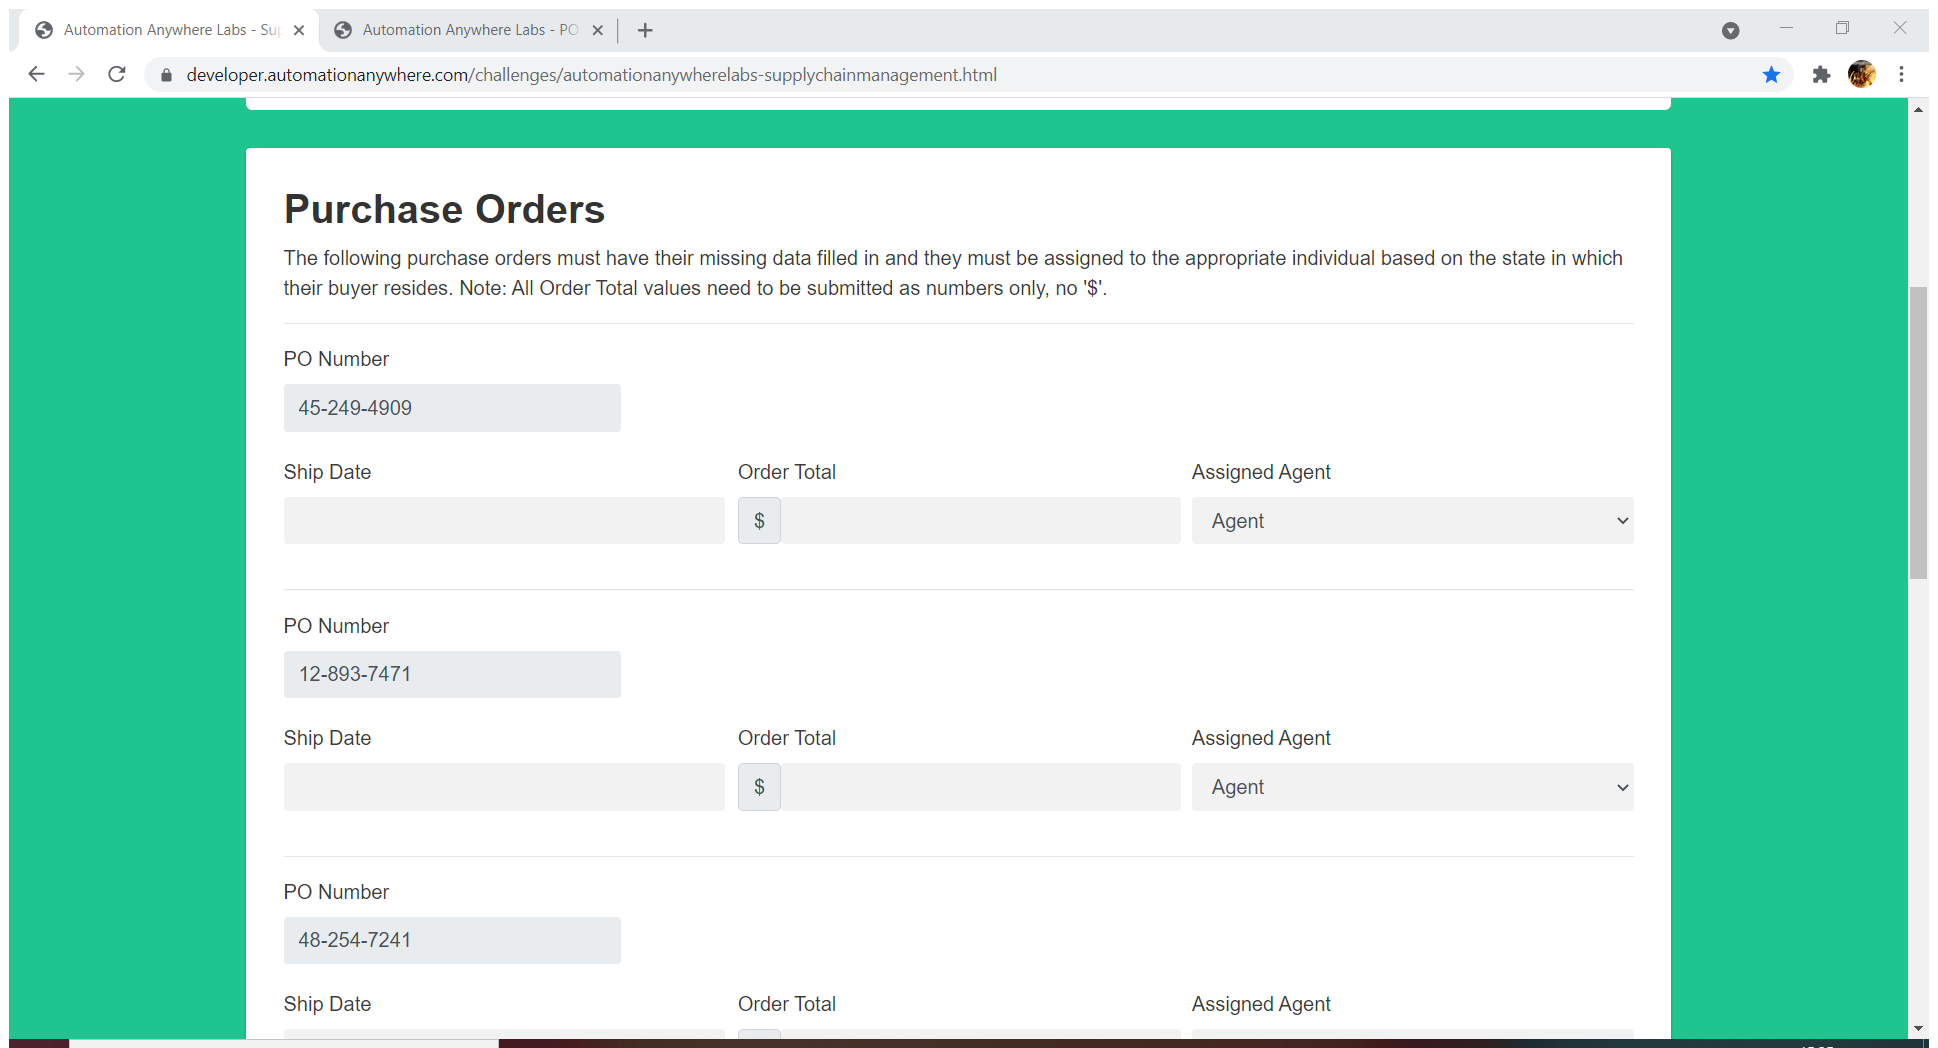 Automation Anywhere Labs - Sup
Automation Anywhere Labs - PO
developer.automationanywhere.com/challenges/automationanywherelabs-supplychainmanagement.html
Purchase Orders
The following purchase orders must have their missing data filled in and they must be assigned to the appropriate individual based on the state in which
their buyer resides. Note: All Order Total values need to be submitted as numbers only, no '$'.
PO Number
45-249-4909
Ship Date Order Total Assigned Agent
$ Agent
PO Number
12-893-7471
Ship Date Order Total Assigned Agent
$ Agent
PO Number
48-254-7241
Ship Date Order Total Assigned Agent